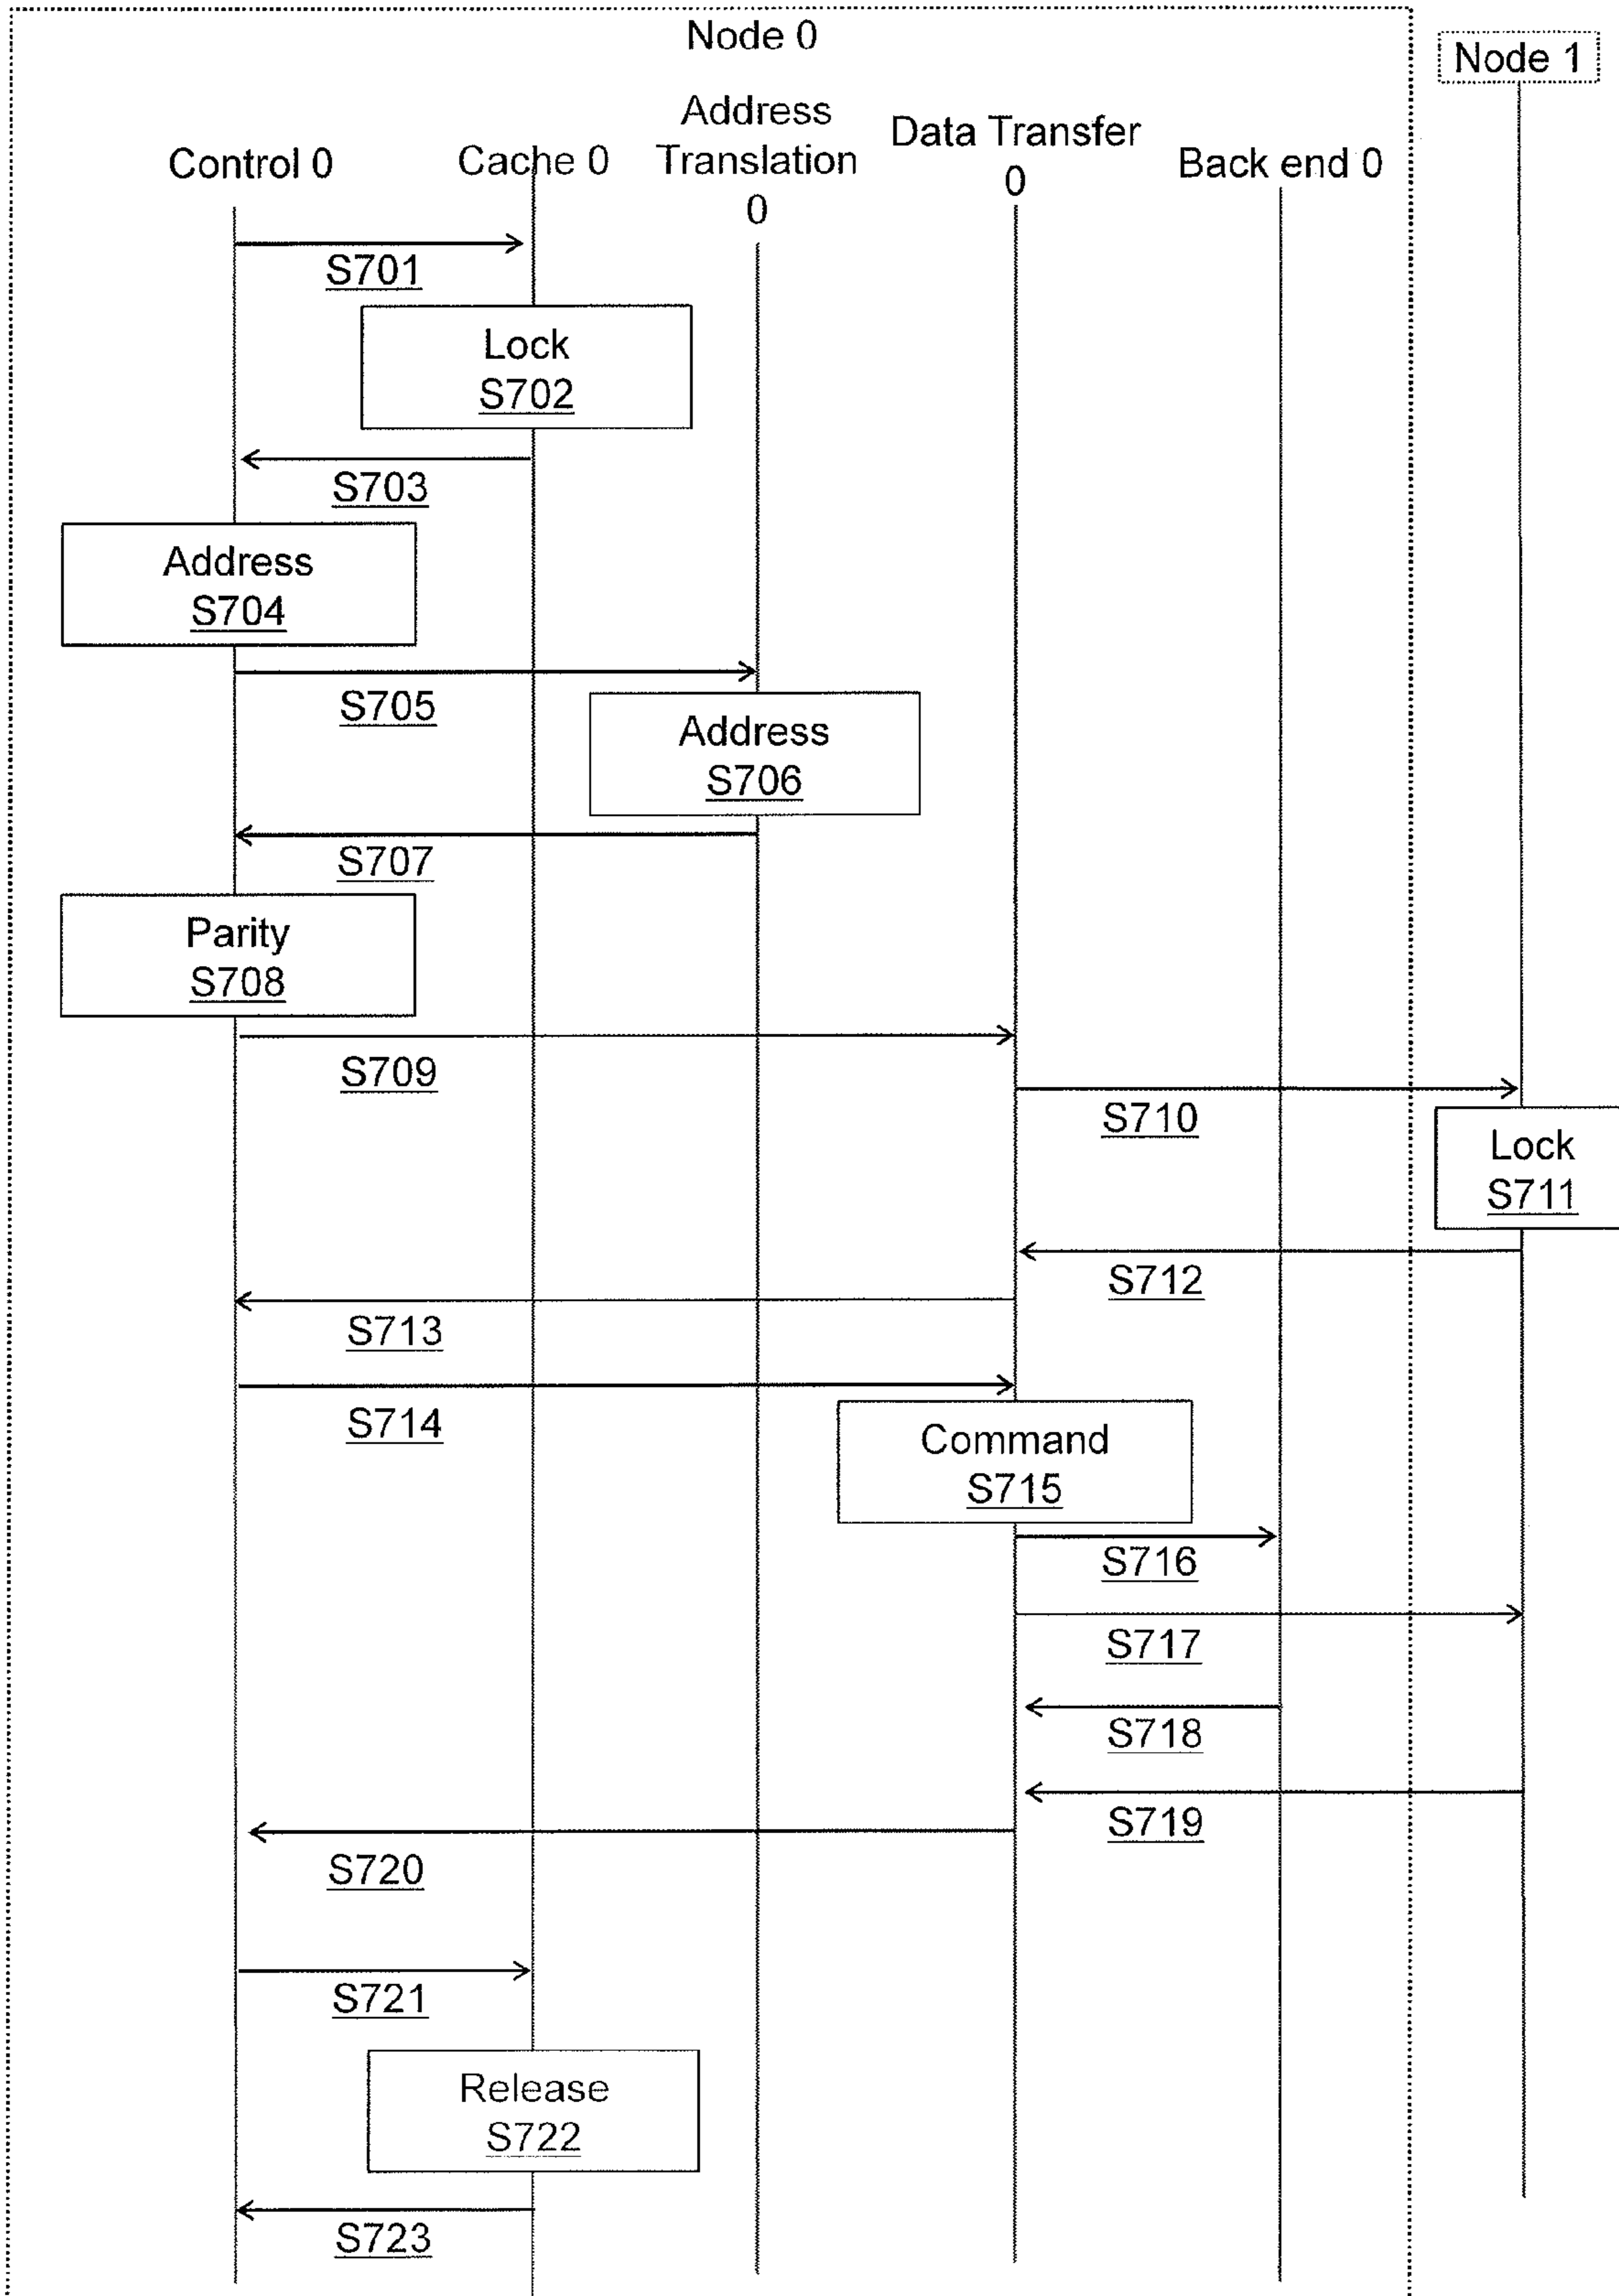 Node 0
Node 1
Control 0
Cache 0
Address
Translation
0
Data Transfer
0
Back end 0
S701
Lock
S702
S703
Address
S704
S705
Address
S706
S707
Parity
S708
S709
S710
Lock
S711
S712
S713
S714
Command
S715
S716
S717
S718
S719
S720
S721
Release
S722
S723